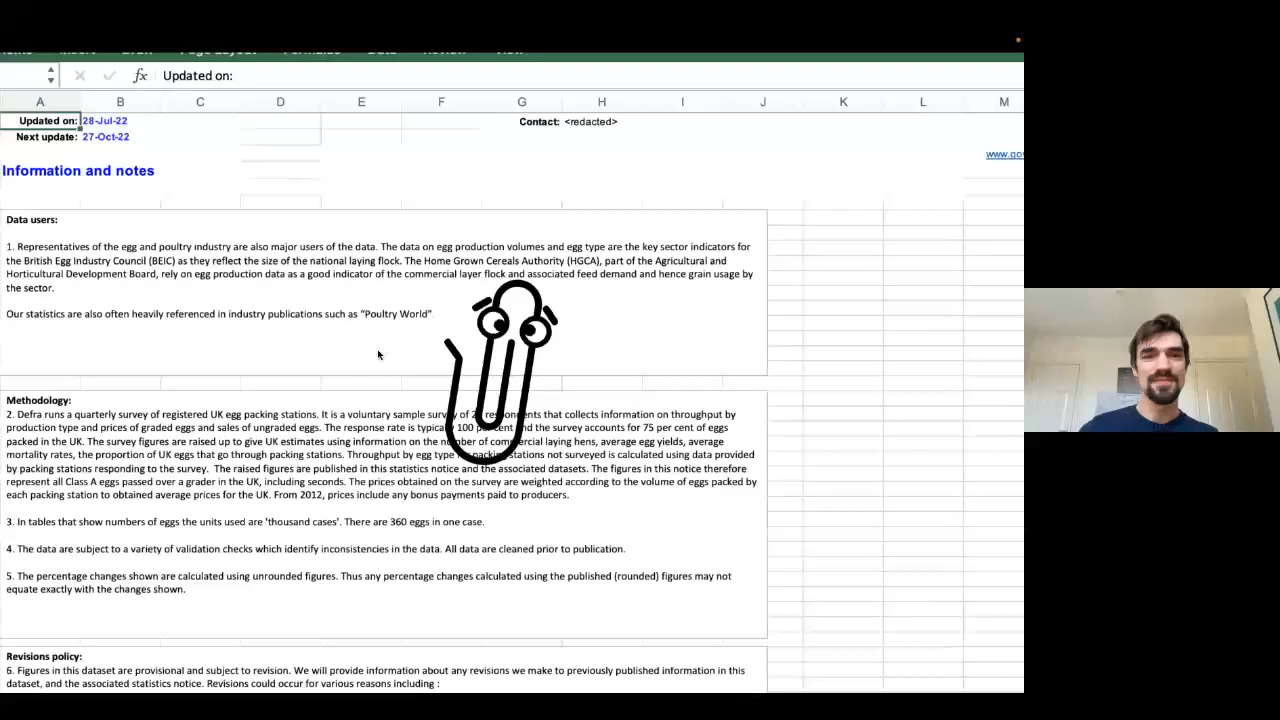 Updated on:
A B C D E F G H I J K L M
Updated on: 28-Jul-22 Contact: <redacted>
Next update: 27-Oct-22
www.gov
Information and notes
Data users:
1. Representatives of the egg and poultry industry are also major users of the data. The data on egg production volumes and egg type are the key sector indicators for
the British Egg Industry Council (BEIC) as they reflect the size of the national laying flock. The Home Grown Cereals Authority (HGCA), part of the Agricultural and
Horticultural Development Board, rely on egg production data as a good indicator of the commercial layer flock and associated feed demand and hence grain usage by
the sector.
Our statistics are also often heavily referenced in industry publications such as “Poultry World”.
Methodology:
2. Defra runs a quarterly survey of registered UK egg packing stations. It is a voluntary sample survey of respondents that collects information on throughput by
production type and prices of graded eggs and sales of ungraded eggs. The response rate is 100 per cent and the survey accounts for 75 per cent of eggs
packed in the UK. The survey figures are raised up to give UK estimates using information on the number of commercial laying hens, average egg yields, average
mortality rates, the proportion of UK eggs that go through packing stations. Throughput by egg type packing stations not surveyed is calculated using data provided
by packing stations responding to the survey. The raised figures are published in this statistics notice and the associated datasets. The figures in this notice therefore
represent all Class A eggs passed over a grader in the UK, including seconds. The prices obtained on the survey are weighted according to the volume of eggs packed by
each packing station to obtained average prices for the UK. From 2012, prices include any bonus payments paid to producers.
3. In tables that show numbers of eggs the units used are 'thousand cases'. There are 360 eggs in one case.
4. The data are subject to a variety of validation checks which identify inconsistencies in the data. All data are cleaned prior to publication.
5. The percentage changes shown are calculated using unrounded figures. Thus any percentage changes calculated using the published (rounded) figures may not
equate exactly with the changes shown.
Revisions policy:
6. Figures in this dataset are provisional and subject to revision. We will provide information about any revisions we make to previously published information in this
dataset, and the associated statistics notice. Revisions could occur for various reasons including :